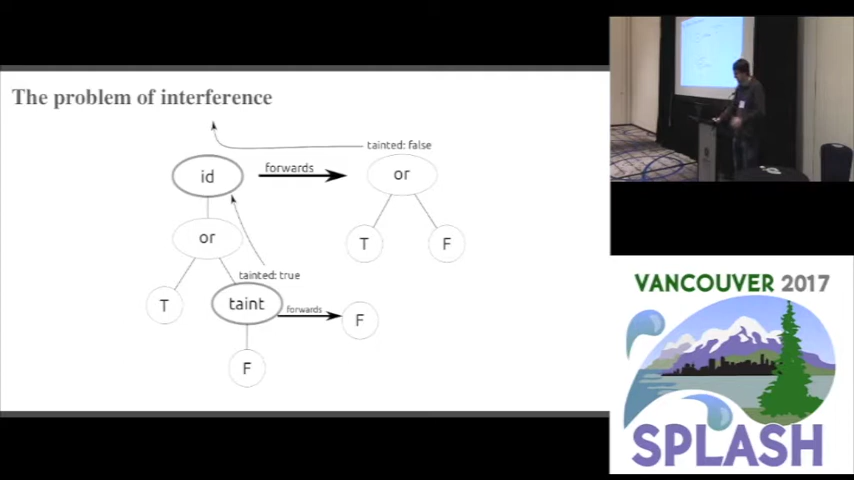 The problem of interference
tainted: false
id
forwards
or
or
T
F
tainted: true
T
taint
forwards
F
F
VANCOUVER 2017
SPLASH